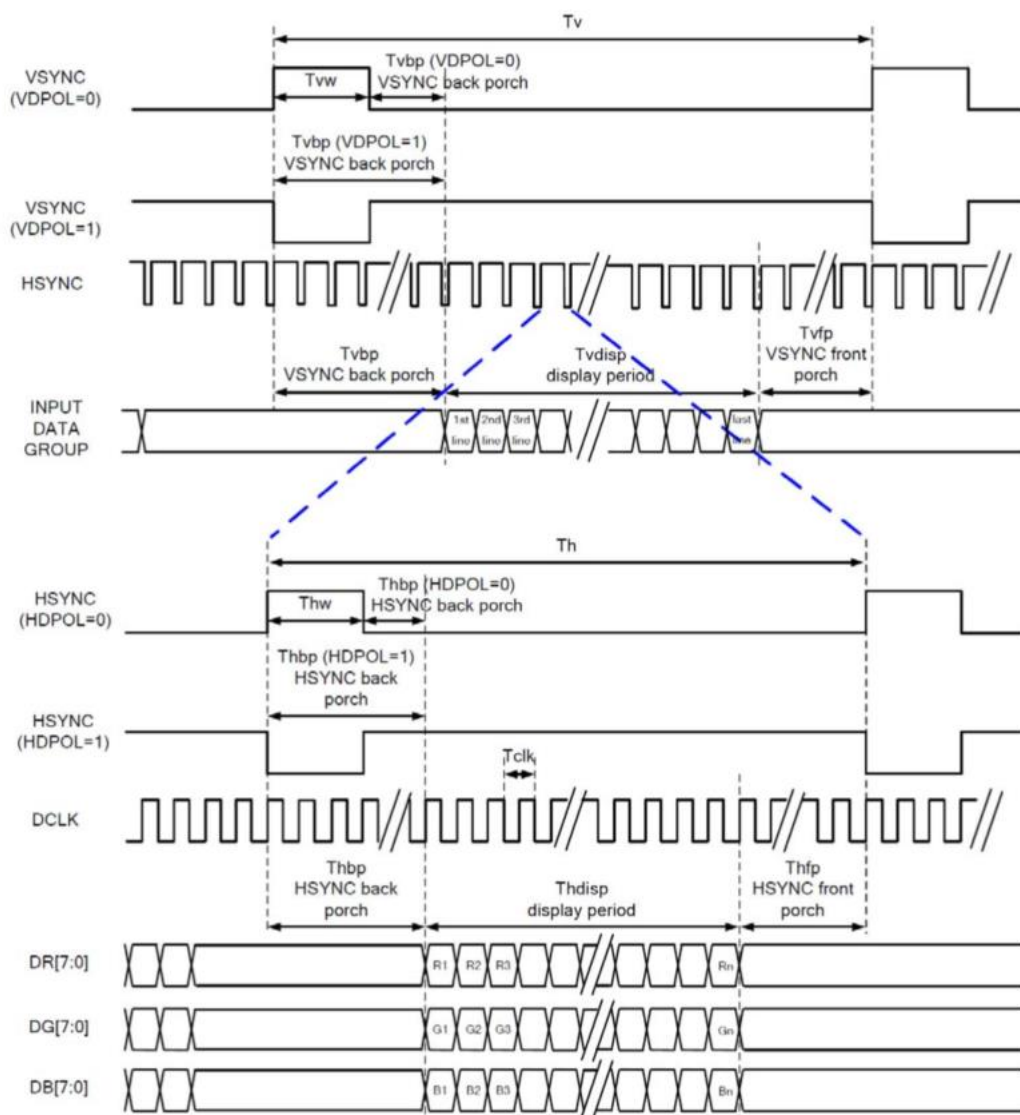 Tv
VSYNC
(VDPOL=0)
Tvw
Tvbp (VDPOL=0)
VSYNC back porch
Tvbp (VDPOL=1)
VSYNC back porch
VSYNC
(VDPOL=1)
HSYNC
Tvbp
VSYNC back porch
Tvdisp
display period
Tvfp
VSYNC front
porch
INPUT
DATA
GROUP
1st
line
2nd
line
3rd
line
last
line
Th
HSYNC
(HDPOL=0)
Thw
Thbp (HDPOL=0)
HSYNC back porch
Thbp (HDPOL=1)
HSYNC back
porch
HSYNC
(HDPOL=1)
Tclk
DCLK
Thbp
HSYNC back
porch
Thdisp
display period
Thfp
HSYNC front
porch
DR[7:0]
R1 R2 R3 Rn
DG[7:0]
G1 G2 G3 Gn
DB[7:0]
B1 B2 B3 Bn